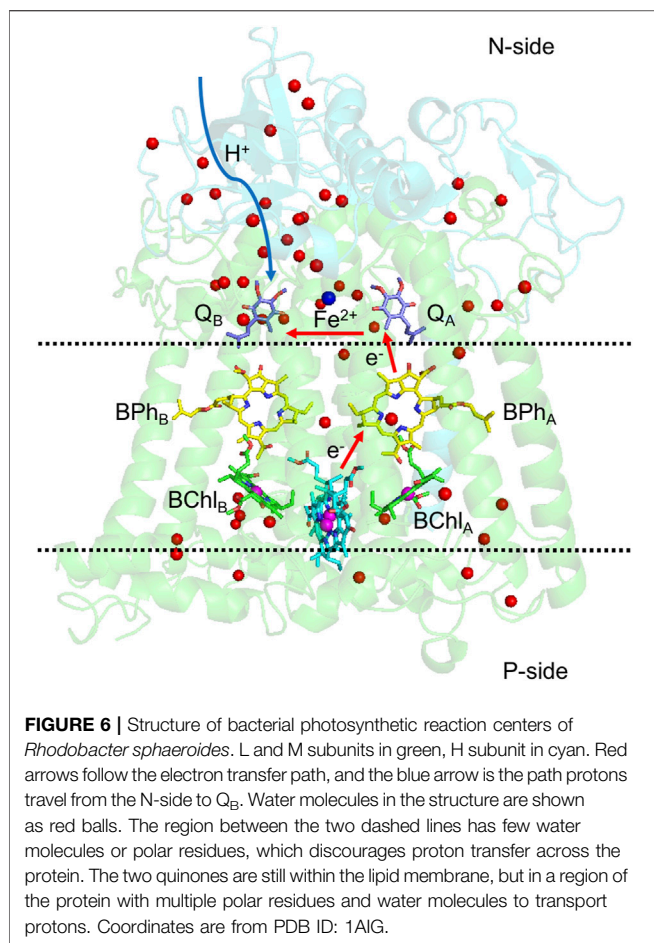 N-side
H⁺
Q_B
Fe²⁺
Q_A
e⁻
BPh_B
BPh_A
e⁻
BChl_B
BChl_A
P-side
FIGURE 6 | Structure of bacterial photosynthetic reaction centers of
Rhodobacter sphaeroides. L and M subunits in green, H subunit in cyan. Red
arrows follow the electron transfer path, and the blue arrow is the path protons
travel from the N-side to Q_B. Water molecules in the structure are shown
as red balls. The region between the two dashed lines has few water
molecules or polar residues, which discourages proton transfer across the
protein. The two quinones are still within the lipid membrane, but in a region of
the protein with multiple polar residues and water molecules to transport
protons. Coordinates are from PDB ID: 1AIG.